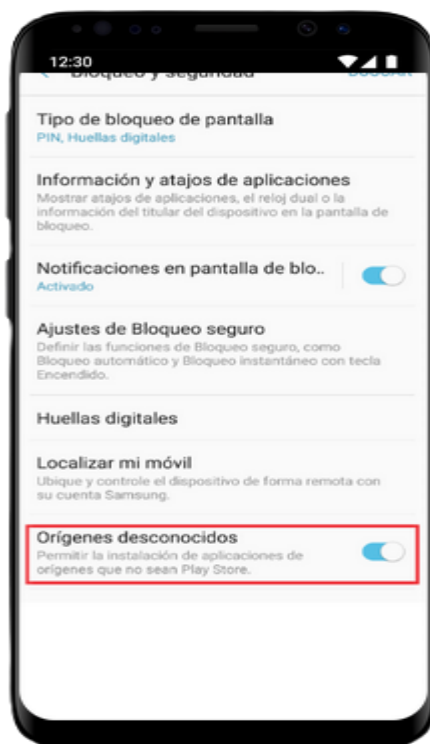 12:30
Bloqueo y seguridad
BUSCAR
Tipo de bloqueo de pantalla
PIN, Huellas digitales
Información y atajos de aplicaciones
Mostrar atajos de aplicaciones, el reloj dual o la
información del titular del dispositivo en la pantalla de
bloqueo.
Notificaciones en pantalla de blo..
Activado
Ajustes de Bloqueo seguro
Definir las funciones de Bloqueo seguro, como
Bloqueo automático y Bloqueo instantáneo con tecla
Encendido.
Huellas digitales
Localizar mi móvil
Ubique y controle el dispositivo de forma remota con
su cuenta Samsung.
Orígenes desconocidos
Permitir la instalación de aplicaciones de
orígenes que no sean Play Store.